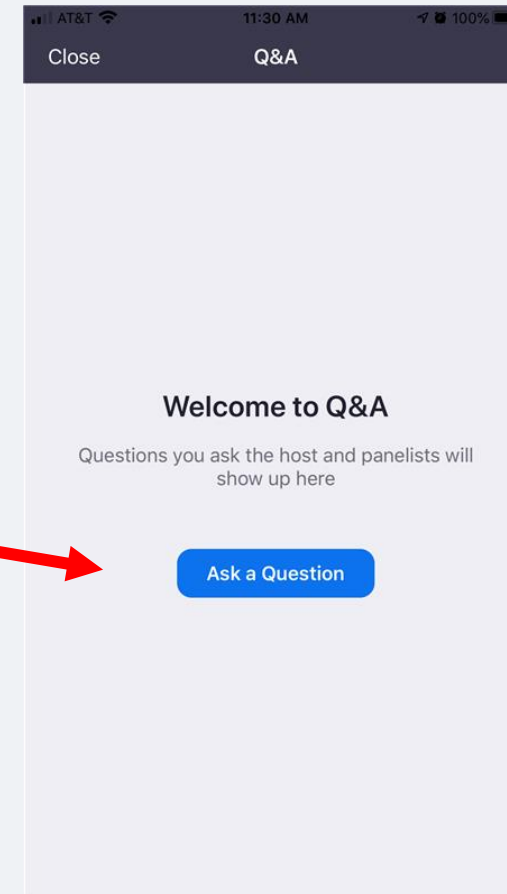 AT&T 11:30 AM 100%
Close Q&A
Welcome to Q&A
Questions you ask the host and panelists will
show up here
Ask a Question